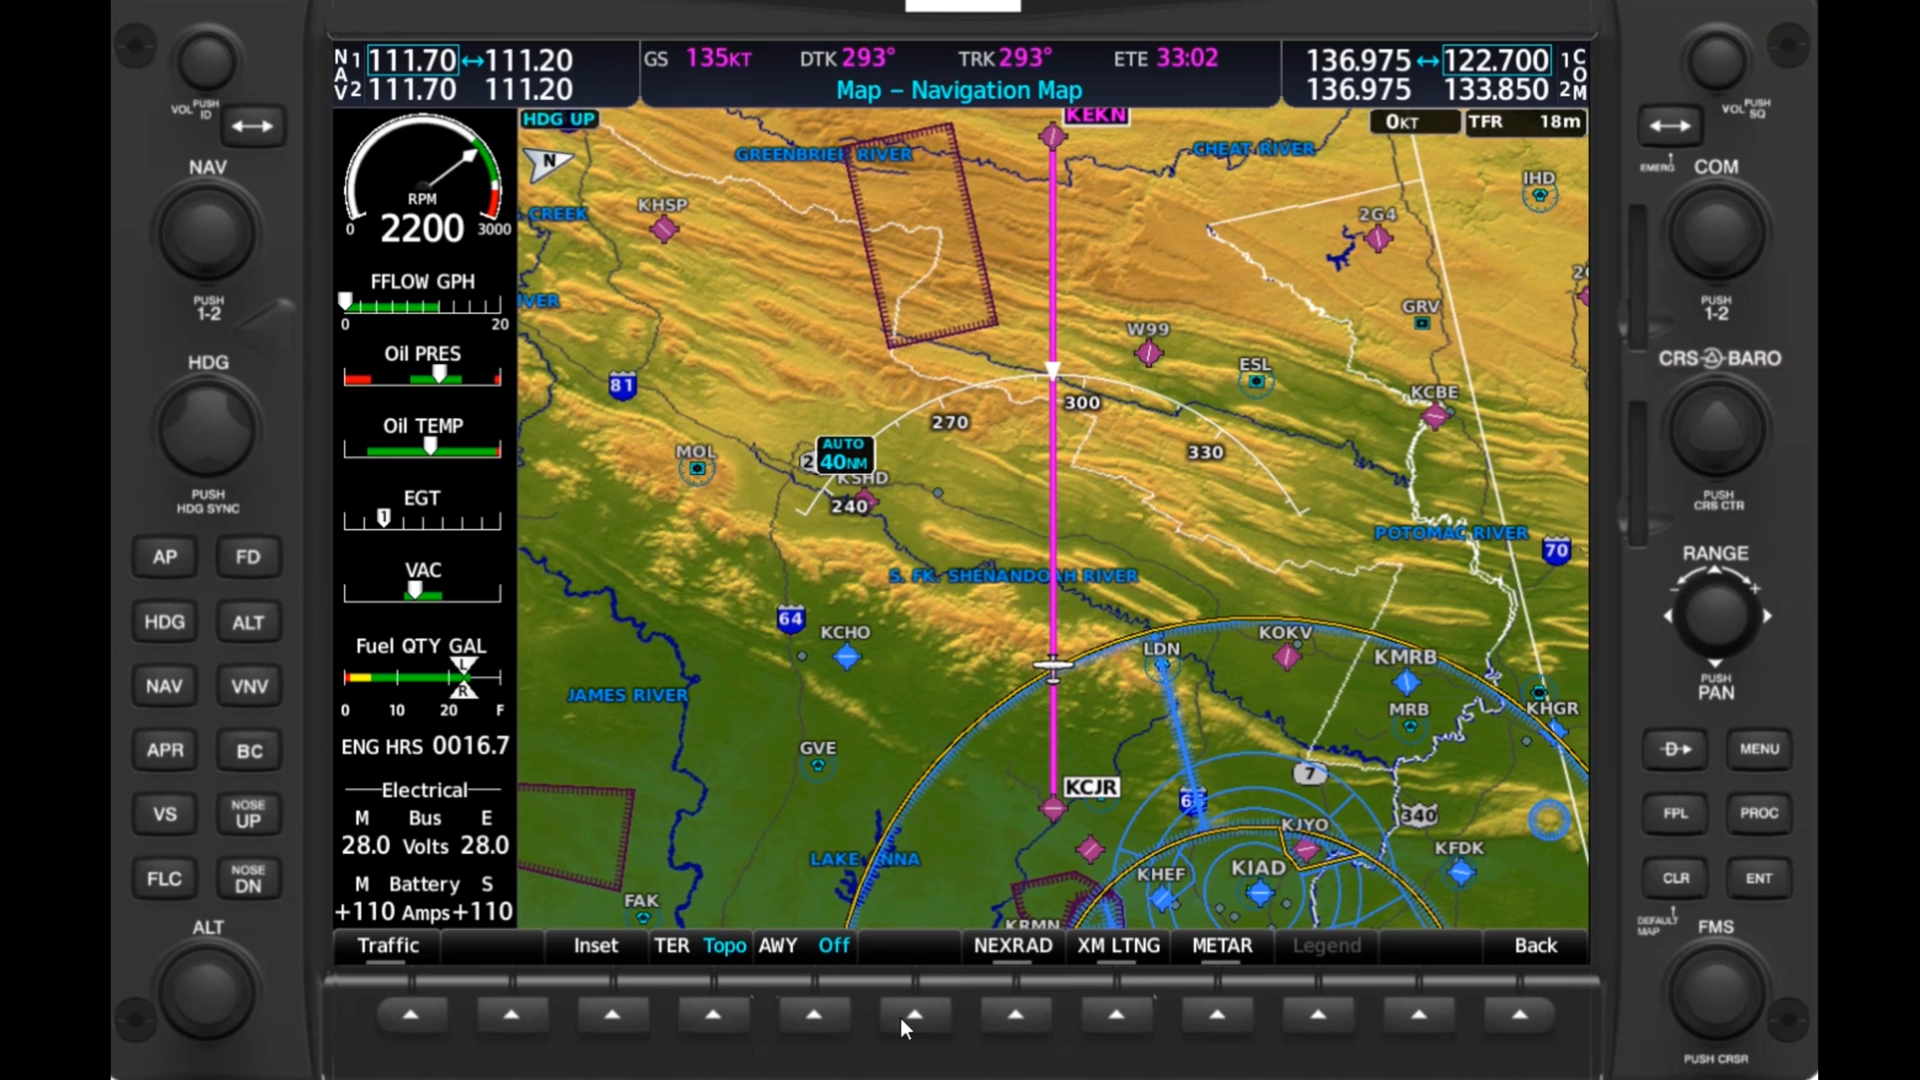 N 1 111.70 ↔ 111.20
A
V 2 111.70 111.20
GS 135KT DTK 293° TRK 293° ETE 33:02
Map – Navigation Map
136.975 ↔ 122.700 1 C
O
136.975 133.850 2 M
VOL PUSH ID
NAV
PUSH 1-2
HDG
PUSH HDG SYNC
AP FD
HDG ALT
NAV VNV
APR BC
VS NOSE UP
FLC NOSE DN
ALT
RPM
0 2200 3000
FFLOW GPH
0 20
Oil PRES
Oil TEMP
EGT
1
VAC
Fuel QTY GAL
L
R
0 10 20 F
ENG HRS 0016.7
Electrical
M Bus E
28.0 Volts 28.0
M Battery S
+110 Amps +110
HDG UP
N
KEKN
0KT
TFR 18m
GREENBRIER RIVER
CHEAT RIVER
IHD
CREEK
KHSP
2G4
IVER
GRV
W99
ESL
81
KCBE
300
270
330
AUTO
40NM
MOL
KSHD
240
POTOMAC RIVER
70
S. FK. SHENANDOAH RIVER
64
KCHO
LDN
KOKV
KMRB
JAMES RIVER
MRB
KHGR
GVE
7
KCJR
340
KJYO
LAKE ANNA
KHEF
KIAD
KFDK
FAK
KRMN
Traffic Inset TER Topo AWY Off NEXRAD XM LTNG METAR Legend Back
VOL PUSH SQ
EMERG
COM
PUSH 1-2
CRS BARO
PUSH CRS CTR
RANGE
- +
PUSH PAN
D MENU
FPL PROC
CLR ENT
DEFAULT MAP
FMS
PUSH CRSR